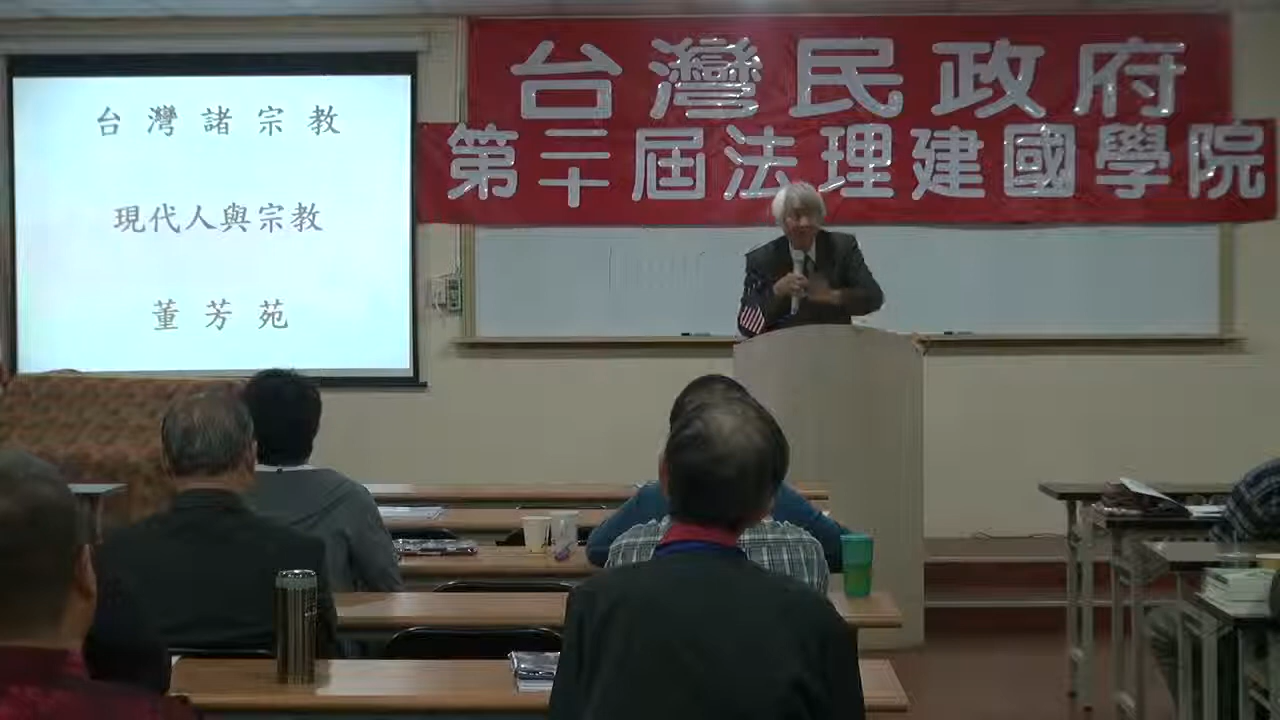 台灣諸宗教
現代人與宗教
董芳苑
台灣民政府
第二十屆法理建國學院